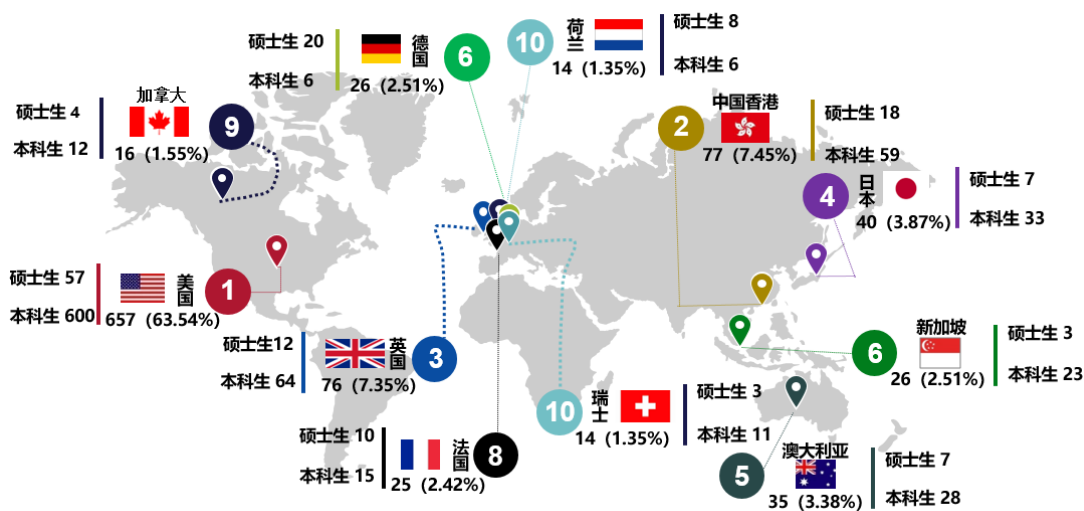 硕士生 20
本科生 6
德国
26 (2.51%)
6
10
荷兰
14 (1.35%)
硕士生 8
本科生 6
硕士生 4
本科生 12
加拿大
16 (1.55%)
9
2
中国香港
77 (7.45%)
硕士生 18
本科生 59
4
日本
40 (3.87%)
硕士生 7
本科生 33
硕士生 57
本科生 600
美国
657 (63.54%)
1
硕士生12
本科生 64
英国
76 (7.35%)
3
6
新加坡
26 (2.51%)
硕士生 3
本科生 23
10
瑞士
14 (1.35%)
硕士生 3
本科生 11
硕士生 10
本科生 15
法国
25 (2.42%)
8
5
澳大利亚
35 (3.38%)
硕士生 7
本科生 28